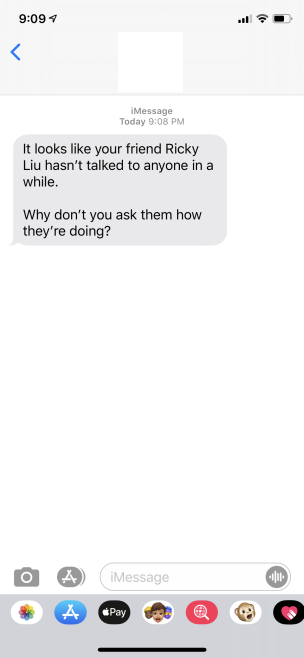 9:09
iMessage
Today 9:08 PM
It looks like your friend Ricky
Liu hasn’t talked to anyone in a
while.
Why don’t you ask them how
they’re doing?
iMessage
Pay